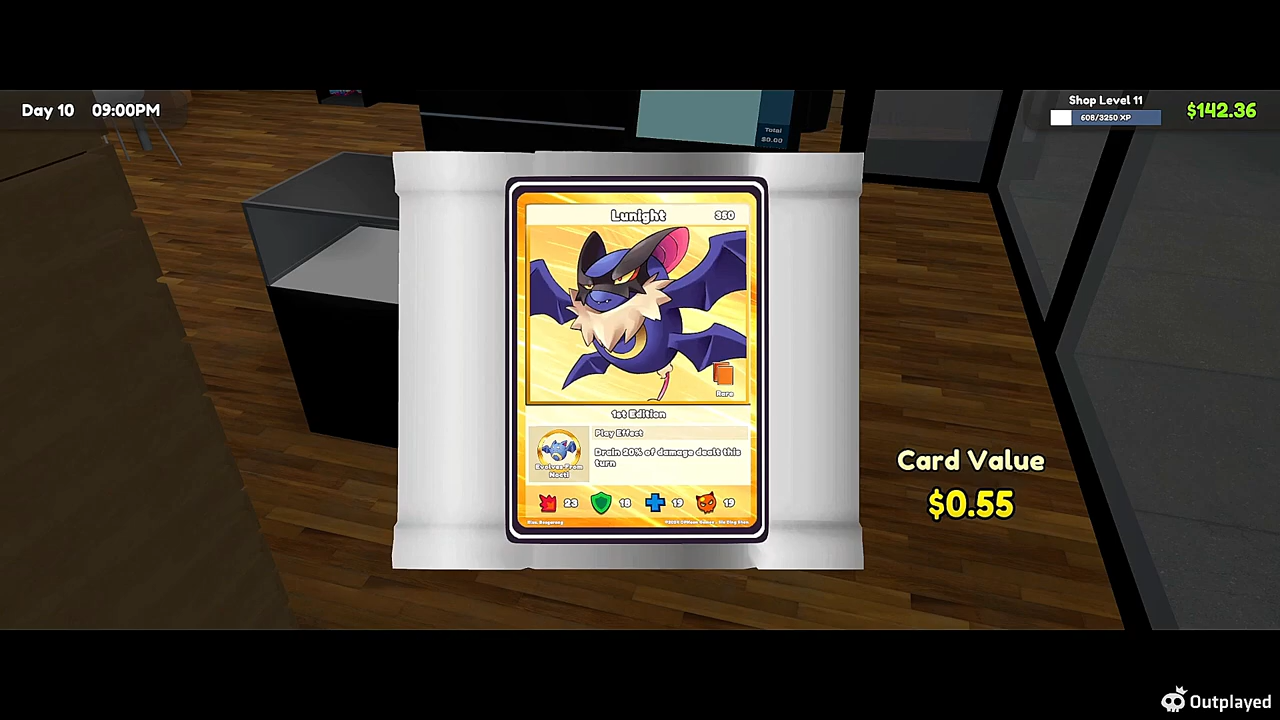 Day 10 09:00PM
Shop Level 11
608/3250 XP
$142.36
Total
$0.00
Lunight 350
Rare
1st Edition
Play Effect
Drain 20% of damage dealt this
turn
Evolves From
Nocti
23 18 19 19
Card Value
$0.55
Outplayed